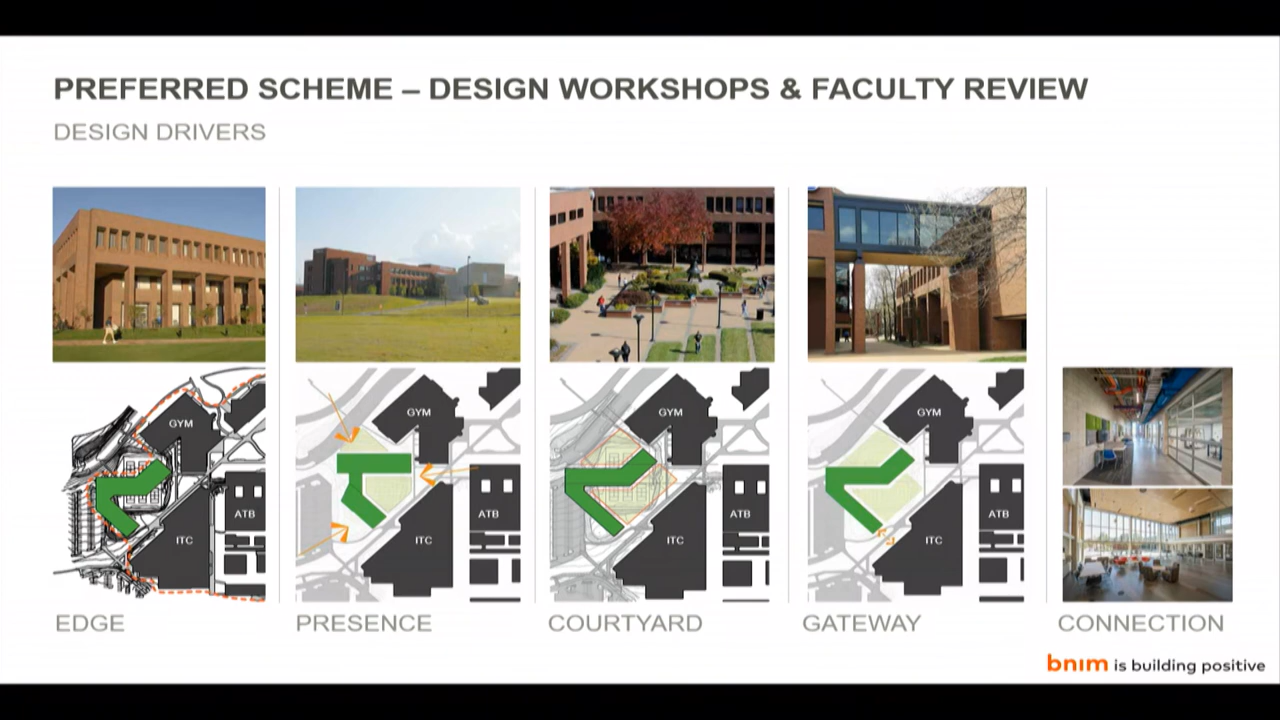 PREFERRED SCHEME – DESIGN WORKSHOPS & FACULTY REVIEW
DESIGN DRIVERS
GYM
ATB
ITC
GYM
ATB
ITC
GYM
ATB
ITC
GYM
ATB
ITC
EDGE
PRESENCE
COURTYARD
GATEWAY
CONNECTION
bnim is building positive